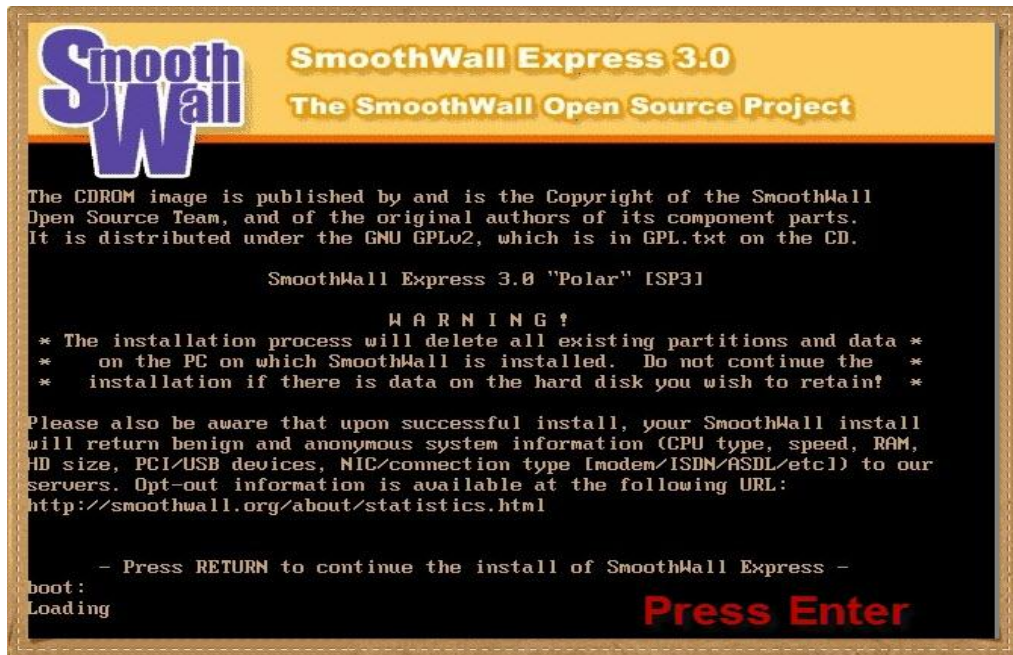 Smooth
Wall
SmoothWall Express 3.0
The SmoothWall Open Source Project
The CDROM image is published by and is the Copyright of the SmoothWall
Open Source Team, and of the original authors of its component parts.
It is distributed under the GNU GPLv2, which is in GPL.txt on the CD.
SmoothWall Express 3.0 "Polar" [SP3]
W A R N I N G !
* The installation process will delete all existing partitions and data *
* on the PC on which SmoothWall is installed. Do not continue the *
* installation if there is data on the hard disk you wish to retain! *
Please also be aware that upon successful install, your SmoothWall install
will return benign and anonymous system information (CPU type, speed, RAM,
HD size, PCI/USB devices, NIC/connection type [modem/ISDN/ASDL/etc]) to our
servers. Opt-out information is available at the following URL:
http://smoothwall.org/about/statistics.html
- Press RETURN to continue the install of SmoothWall Express -
boot:
Loading
Press Enter